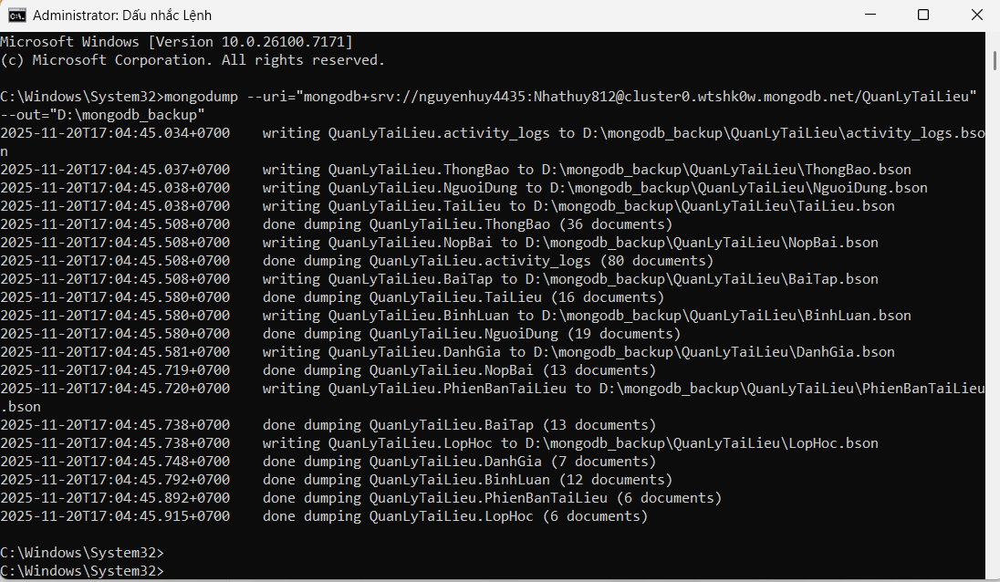 Administrator: Dấu nhắc Lệnh
Microsoft Windows [Version 10.0.26100.7171]
(c) Microsoft Corporation. All rights reserved.
C:\Windows\System32>mongodump --uri="mongodb+srv://nguyenhuy4435:Nhathuy812@cluster0.wtshk0w.mongodb.net/QuanLyTaiLieu"
--out="D:\mongodb_backup"
2025-11-20T17:04:45.034+0700    writing QuanLyTaiLieu.activity_logs to D:\mongodb_backup\QuanLyTaiLieu\activity_logs.bso
n
2025-11-20T17:04:45.037+0700    writing QuanLyTaiLieu.ThongBao to D:\mongodb_backup\QuanLyTaiLieu\ThongBao.bson
2025-11-20T17:04:45.038+0700    writing QuanLyTaiLieu.NguoiDung to D:\mongodb_backup\QuanLyTaiLieu\NguoiDung.bson
2025-11-20T17:04:45.038+0700    writing QuanLyTaiLieu.TaiLieu to D:\mongodb_backup\QuanLyTaiLieu\TaiLieu.bson
2025-11-20T17:04:45.508+0700    done dumping QuanLyTaiLieu.ThongBao (36 documents)
2025-11-20T17:04:45.508+0700    writing QuanLyTaiLieu.NopBai to D:\mongodb_backup\QuanLyTaiLieu\NopBai.bson
2025-11-20T17:04:45.508+0700    done dumping QuanLyTaiLieu.activity_logs (80 documents)
2025-11-20T17:04:45.508+0700    writing QuanLyTaiLieu.BaiTap to D:\mongodb_backup\QuanLyTaiLieu\BaiTap.bson
2025-11-20T17:04:45.580+0700    done dumping QuanLyTaiLieu.TaiLieu (16 documents)
2025-11-20T17:04:45.580+0700    writing QuanLyTaiLieu.BinhLuan to D:\mongodb_backup\QuanLyTaiLieu\BinhLuan.bson
2025-11-20T17:04:45.580+0700    done dumping QuanLyTaiLieu.NguoiDung (19 documents)
2025-11-20T17:04:45.581+0700    writing QuanLyTaiLieu.DanhGia to D:\mongodb_backup\QuanLyTaiLieu\DanhGia.bson
2025-11-20T17:04:45.719+0700    done dumping QuanLyTaiLieu.NopBai (13 documents)
2025-11-20T17:04:45.720+0700    writing QuanLyTaiLieu.PhienBanTaiLieu to D:\mongodb_backup\QuanLyTaiLieu\PhienBanTaiLieu
.bson
2025-11-20T17:04:45.738+0700    done dumping QuanLyTaiLieu.BaiTap (13 documents)
2025-11-20T17:04:45.738+0700    writing QuanLyTaiLieu.LopHoc to D:\mongodb_backup\QuanLyTaiLieu\LopHoc.bson
2025-11-20T17:04:45.748+0700    done dumping QuanLyTaiLieu.DanhGia (7 documents)
2025-11-20T17:04:45.792+0700    done dumping QuanLyTaiLieu.BinhLuan (12 documents)
2025-11-20T17:04:45.892+0700    done dumping QuanLyTaiLieu.PhienBanTaiLieu (6 documents)
2025-11-20T17:04:45.915+0700    done dumping QuanLyTaiLieu.LopHoc (6 documents)
C:\Windows\System32>
C:\Windows\System32>